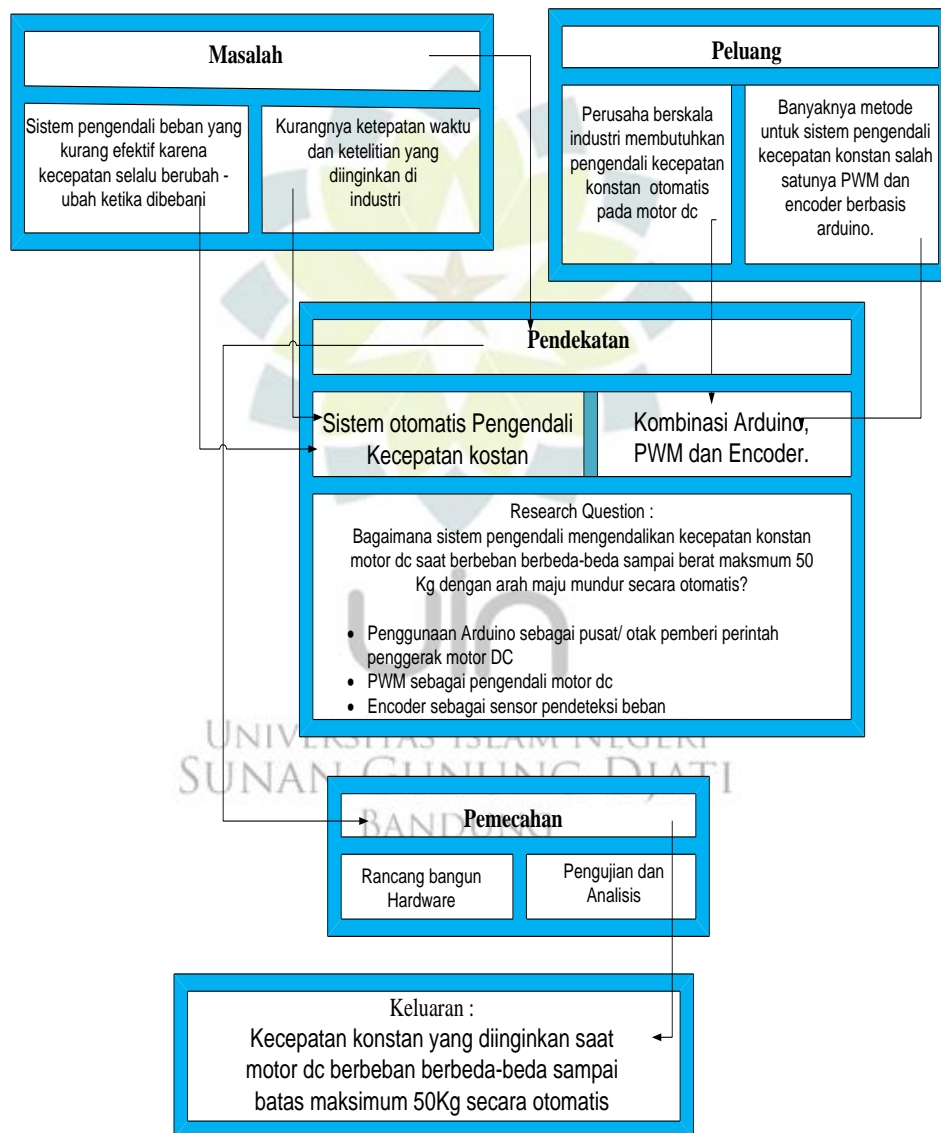 Masalah
Sistem pengendali beban yang
kurang efektif karena
kecepatan selalu berubah -
ubah ketika dibebani
Kurangnya ketepatan waktu
dan ketelitian yang
diinginkan di
industri
Peluang
Perusaha berskala
industri membutuhkan
pengendali kecepatan
konstan otomatis
pada motor dc
Banyaknya metode
untuk sistem pengendali
kecepatan konstan salah
satunya PWM dan
encoder berbasis
arduino.
Pendekatan
Sistem otomatis Pengendali
Kecepatan kostan
Kombinasi Arduino,
PWM dan Encoder.
Research Question :
Bagaimana sistem pengendali mengendalikan kecepatan konstan
motor dc saat berbeban berbeda-beda sampai berat maksmum 50
Kg dengan arah maju mundur secara otomatis?
• Penggunaan Arduino sebagai pusat/ otak pemberi perintah
penggerak motor DC
• PWM sebagai pengendali motor dc
• Encoder sebagai sensor pendeteksi beban
uin
UNIVERSITAS ISLAM NEGERI
SUNAN GUNUNG DJATI
BANDUNG
Pemecahan
Rancang bangun
Hardware
Pengujian dan
Analisis
Keluaran :
Kecepatan konstan yang diinginkan saat
motor dc berbeban berbeda-beda sampai
batas maksimum 50Kg secara otomatis